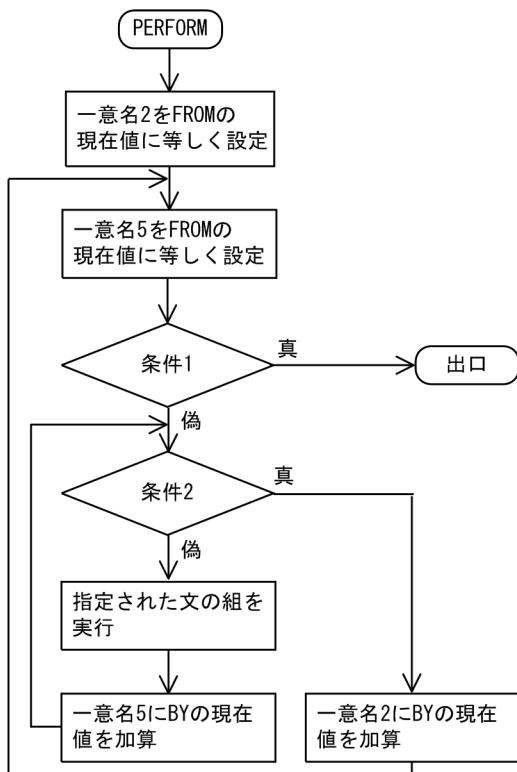 PERFORM
一意名2をFROMの
現在値に等しく設定
一意名5をFROMの
現在値に等しく設定
条件1
真
出口
偽
条件2
真
偽
指定された文の組を
実行
一意名5にBYの現在
値を加算
一意名2にBYの現在
値を加算